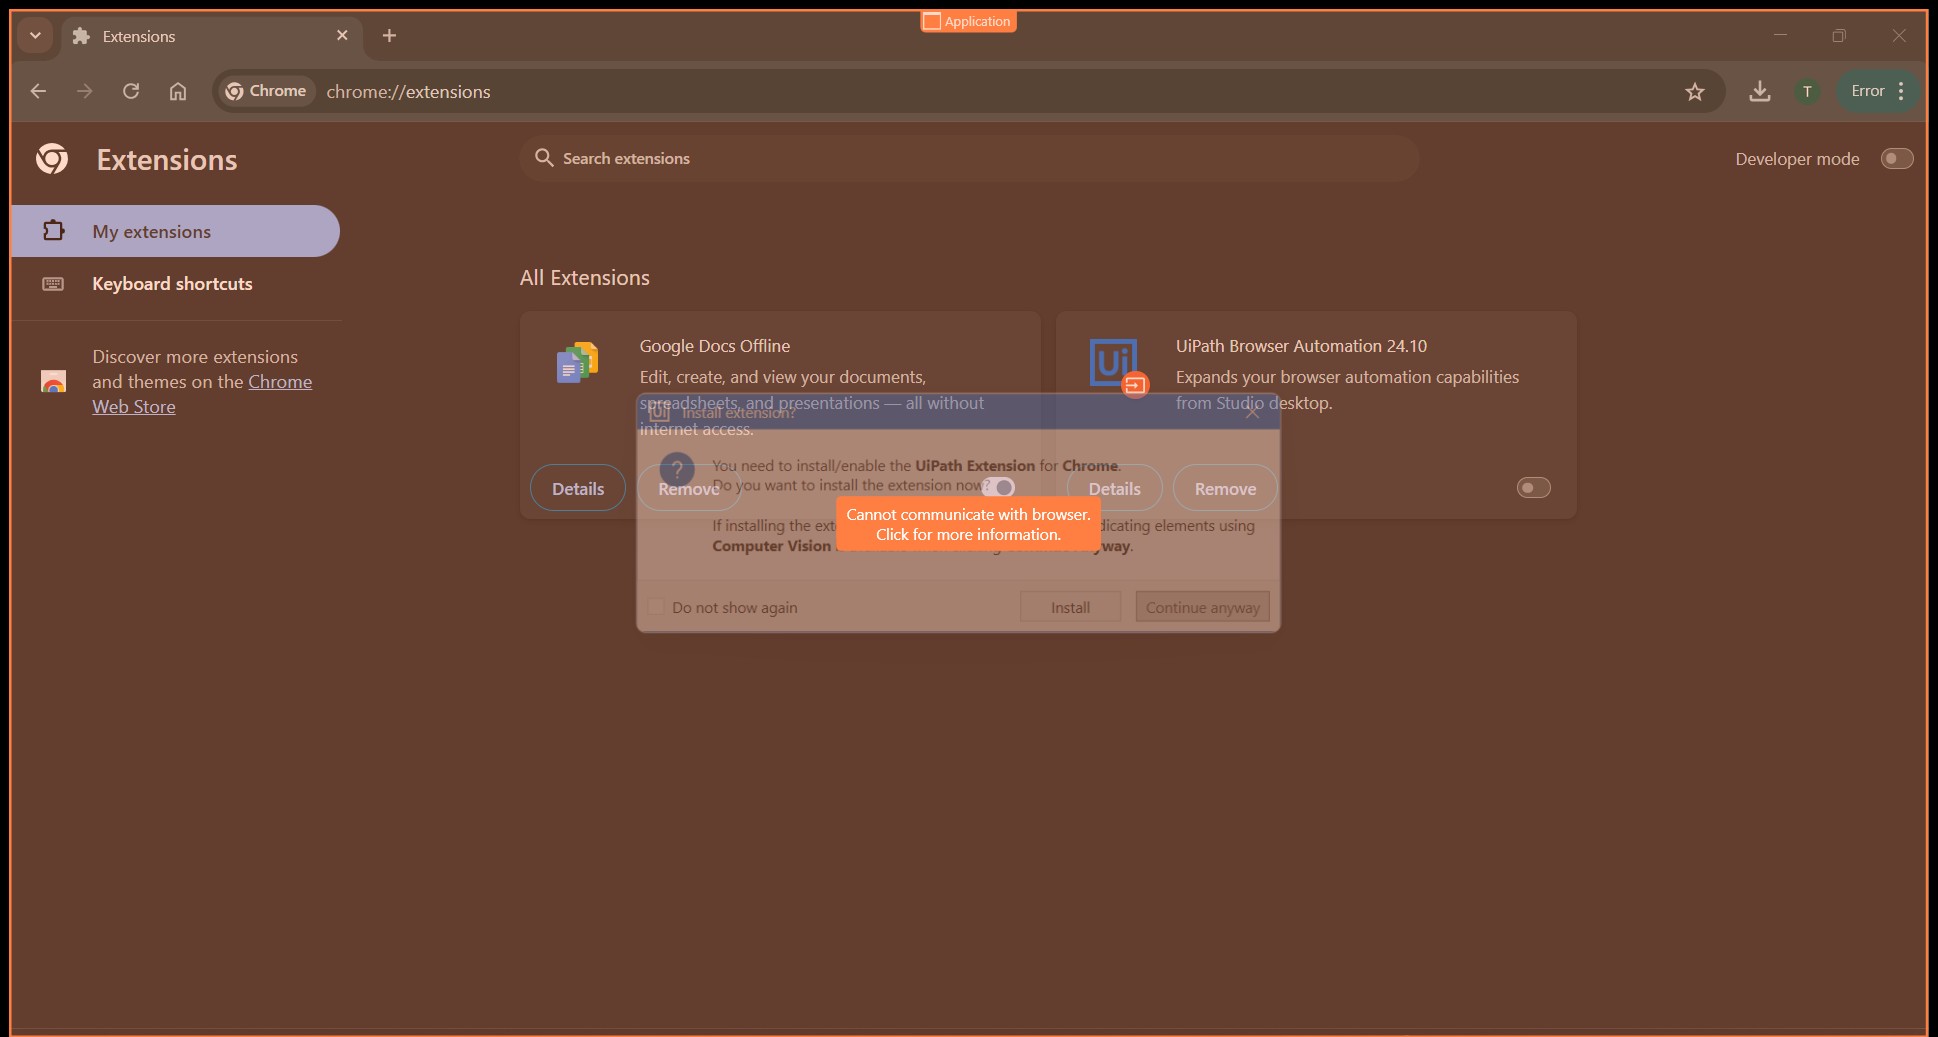 Application
Extensions
Chrome
chrome://extensions
T
Error
Extensions
Search extensions
Developer mode
My extensions
Keyboard shortcuts
Discover more extensions
and themes on the Chrome
Web Store
All Extensions
Google Docs Offline
Edit, create, and view your documents,
spreadsheets, and presentations — all without
internet access.
Details
Remove
Ui
UiPath Browser Automation 24.10
Expands your browser automation capabilities
from Studio desktop.
Details
Remove
Ui
Install extension?
?
You need to install/enable the UiPath Extension for Chrome.
Do you want to install the extension now?
If installing the
dicating elements using
Computer Vision
Cannot communicate with browser.
Click for more information.
Do not show again
Install
Continue anyway